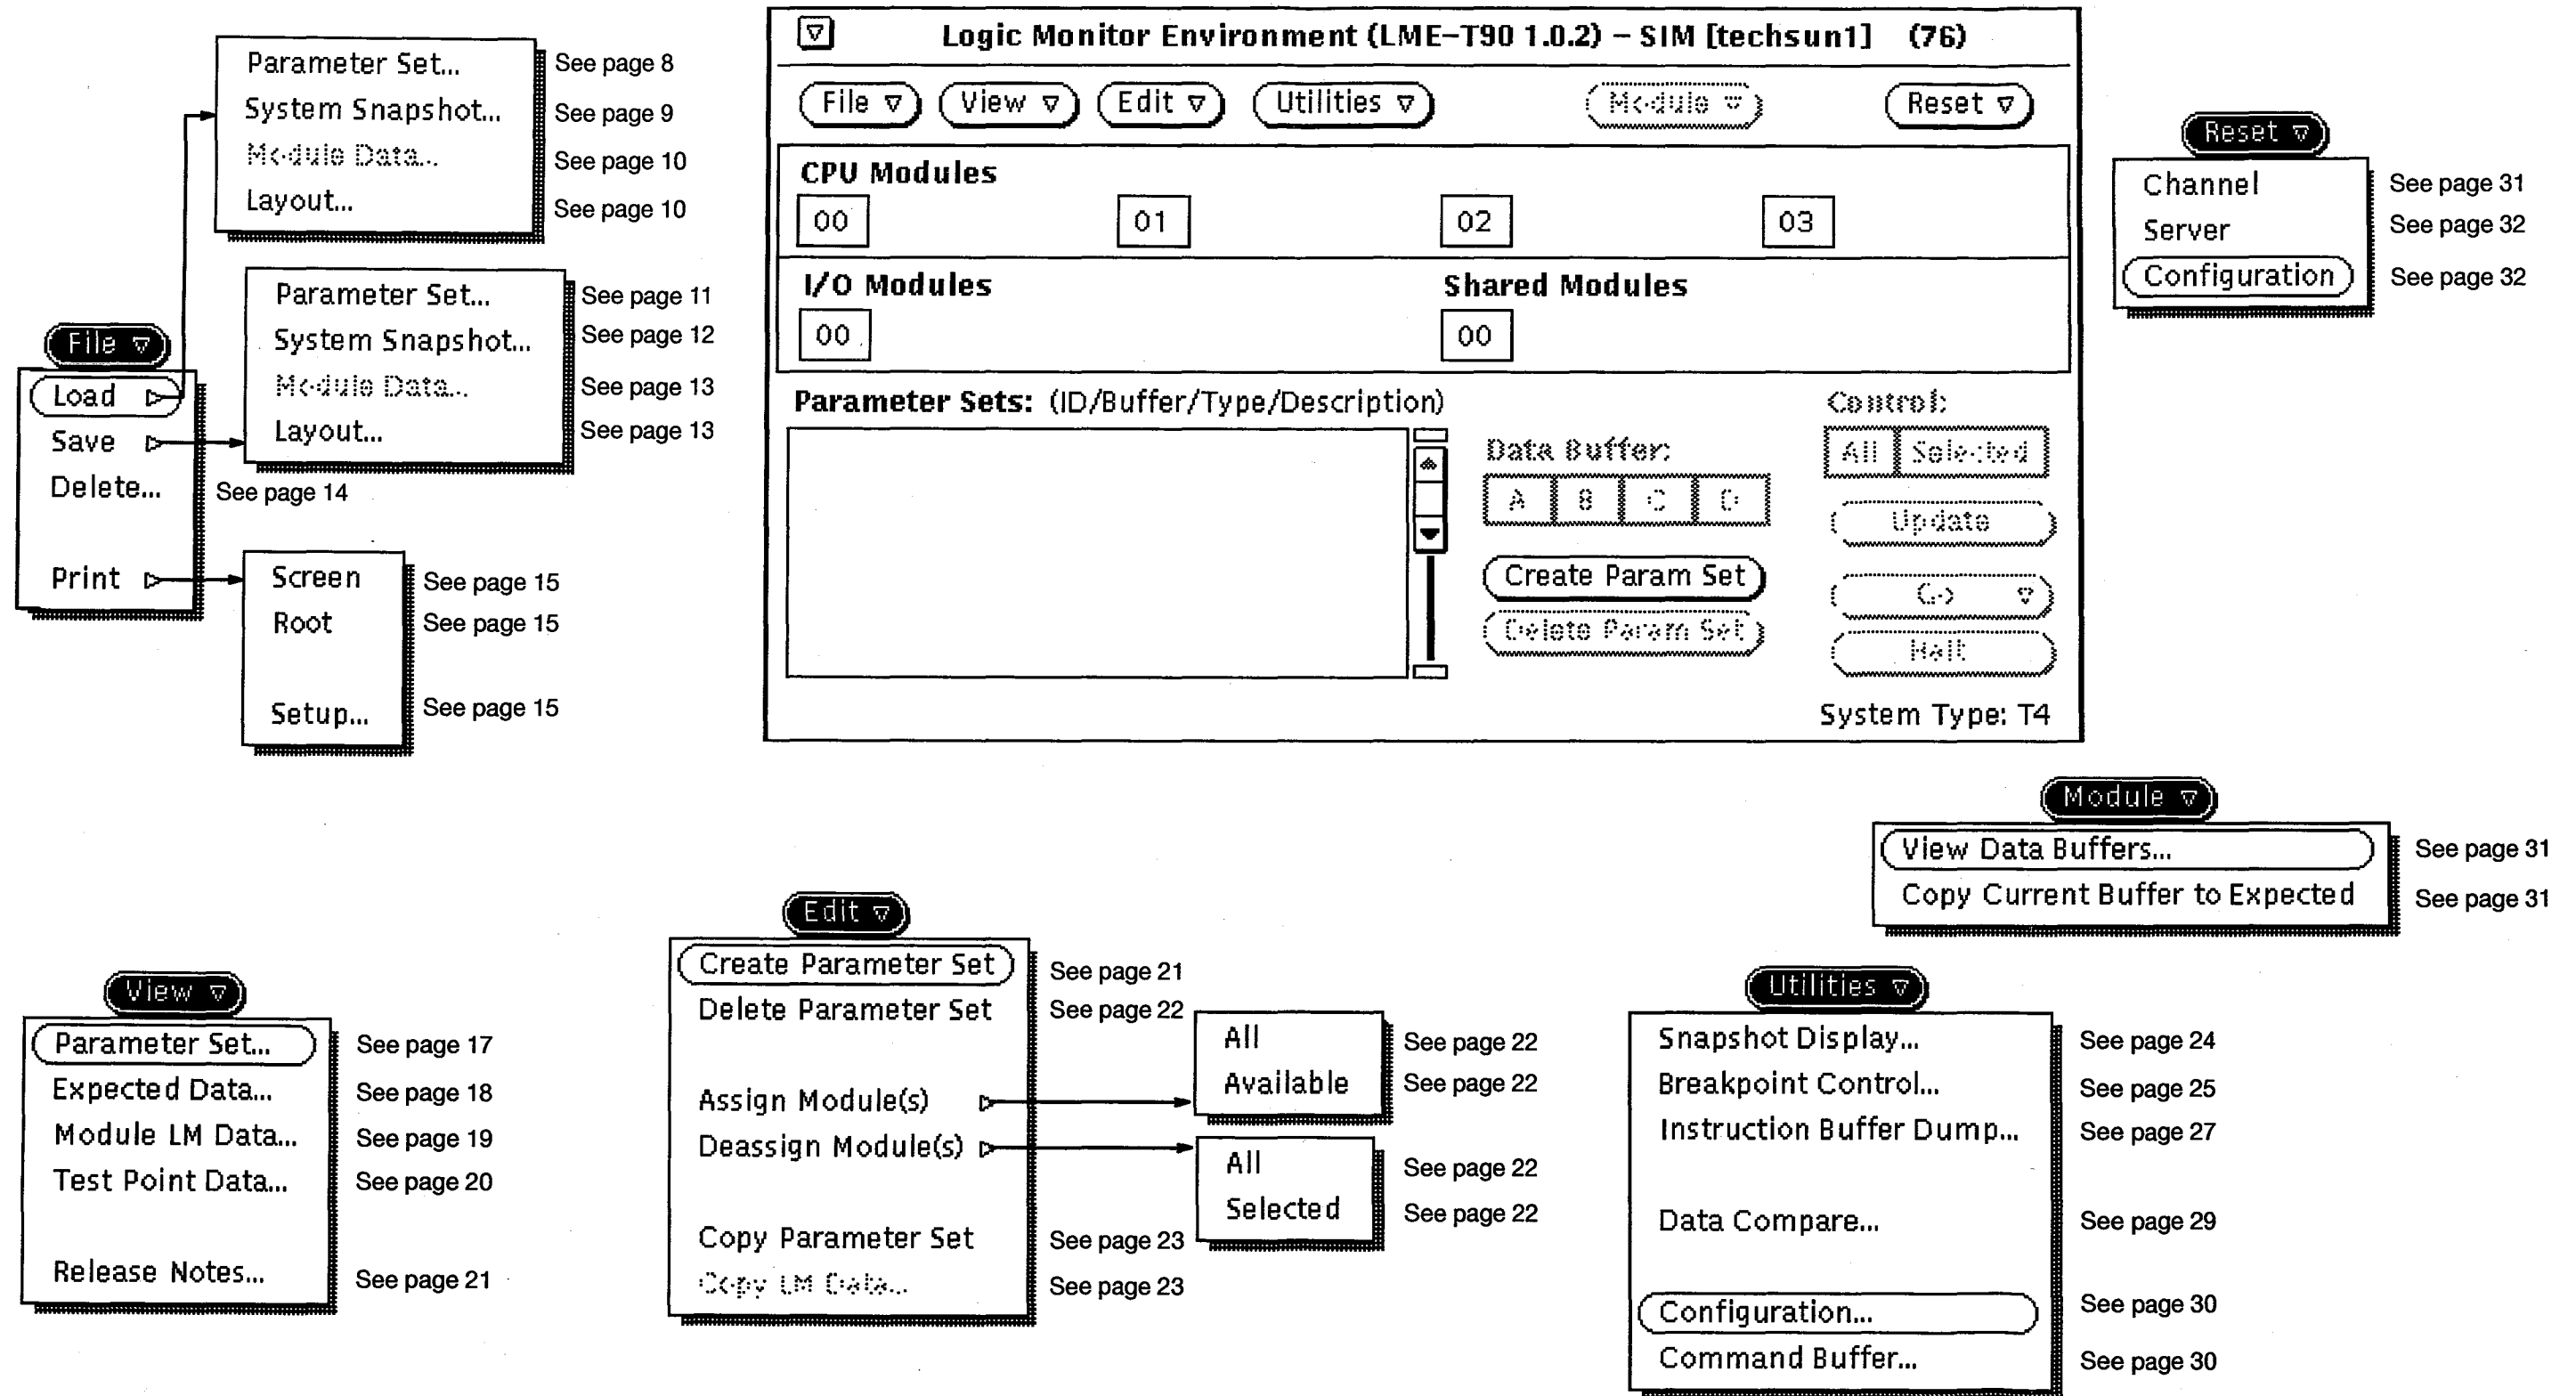 Logic Monitor Environment (LME–T90 1.0.2) – SIM [techsun1] (76)
File View Edit Utilities Module Reset
CPU Modules
00 01 02 03
I/O Modules Shared Modules
00 00
Parameter Sets: (ID/Buffer/Type/Description)
Data Buffer:
A B C D
Create Param Set
Delete Param Set
Control:
All Selected
Update
Go
Halt
System Type: T4
File
Load
Save
Delete... See page 14
Print
Parameter Set... See page 8
System Snapshot... See page 9
Module Data... See page 10
Layout... See page 10
Parameter Set... See page 11
System Snapshot... See page 12
Module Data... See page 13
Layout... See page 13
Screen See page 15
Root See page 15
Setup... See page 15
Reset
Channel See page 31
Server See page 32
Configuration See page 32
Module
View Data Buffers... See page 31
Copy Current Buffer to Expected See page 31
View
Parameter Set... See page 17
Expected Data... See page 18
Module LM Data... See page 19
Test Point Data... See page 20
Release Notes... See page 21
Edit
Create Parameter Set See page 21
Delete Parameter Set See page 22
Assign Module(s)
Deassign Module(s)
Copy Parameter Set See page 23
Copy LM Data... See page 23
All See page 22
Available See page 22
All See page 22
Selected See page 22
Utilities
Snapshot Display... See page 24
Breakpoint Control... See page 25
Instruction Buffer Dump... See page 27
Data Compare... See page 29
Configuration... See page 30
Command Buffer... See page 30